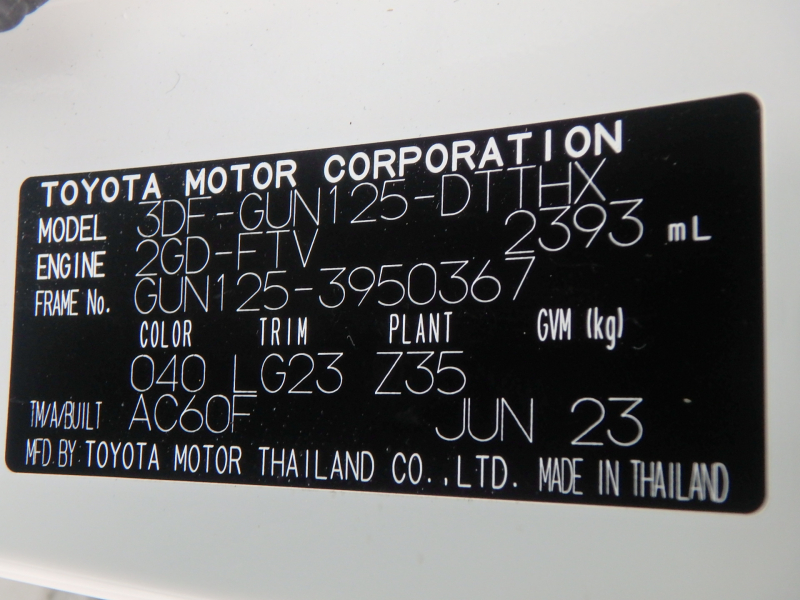 TOYOTA MOTOR CORPORATION
MODEL 3DF-GUN125-DTTHX
ENGINE 2GD-FTV 2393 mL
FRAME No. GUN125-3950367
COLOR TRIM PLANT GVM (kg)
040 LG23 Z35
TM/A/BUILT AC60F JUN 23
MFD. BY TOYOTA MOTOR THAILAND CO.,LTD. MADE IN THAILAND